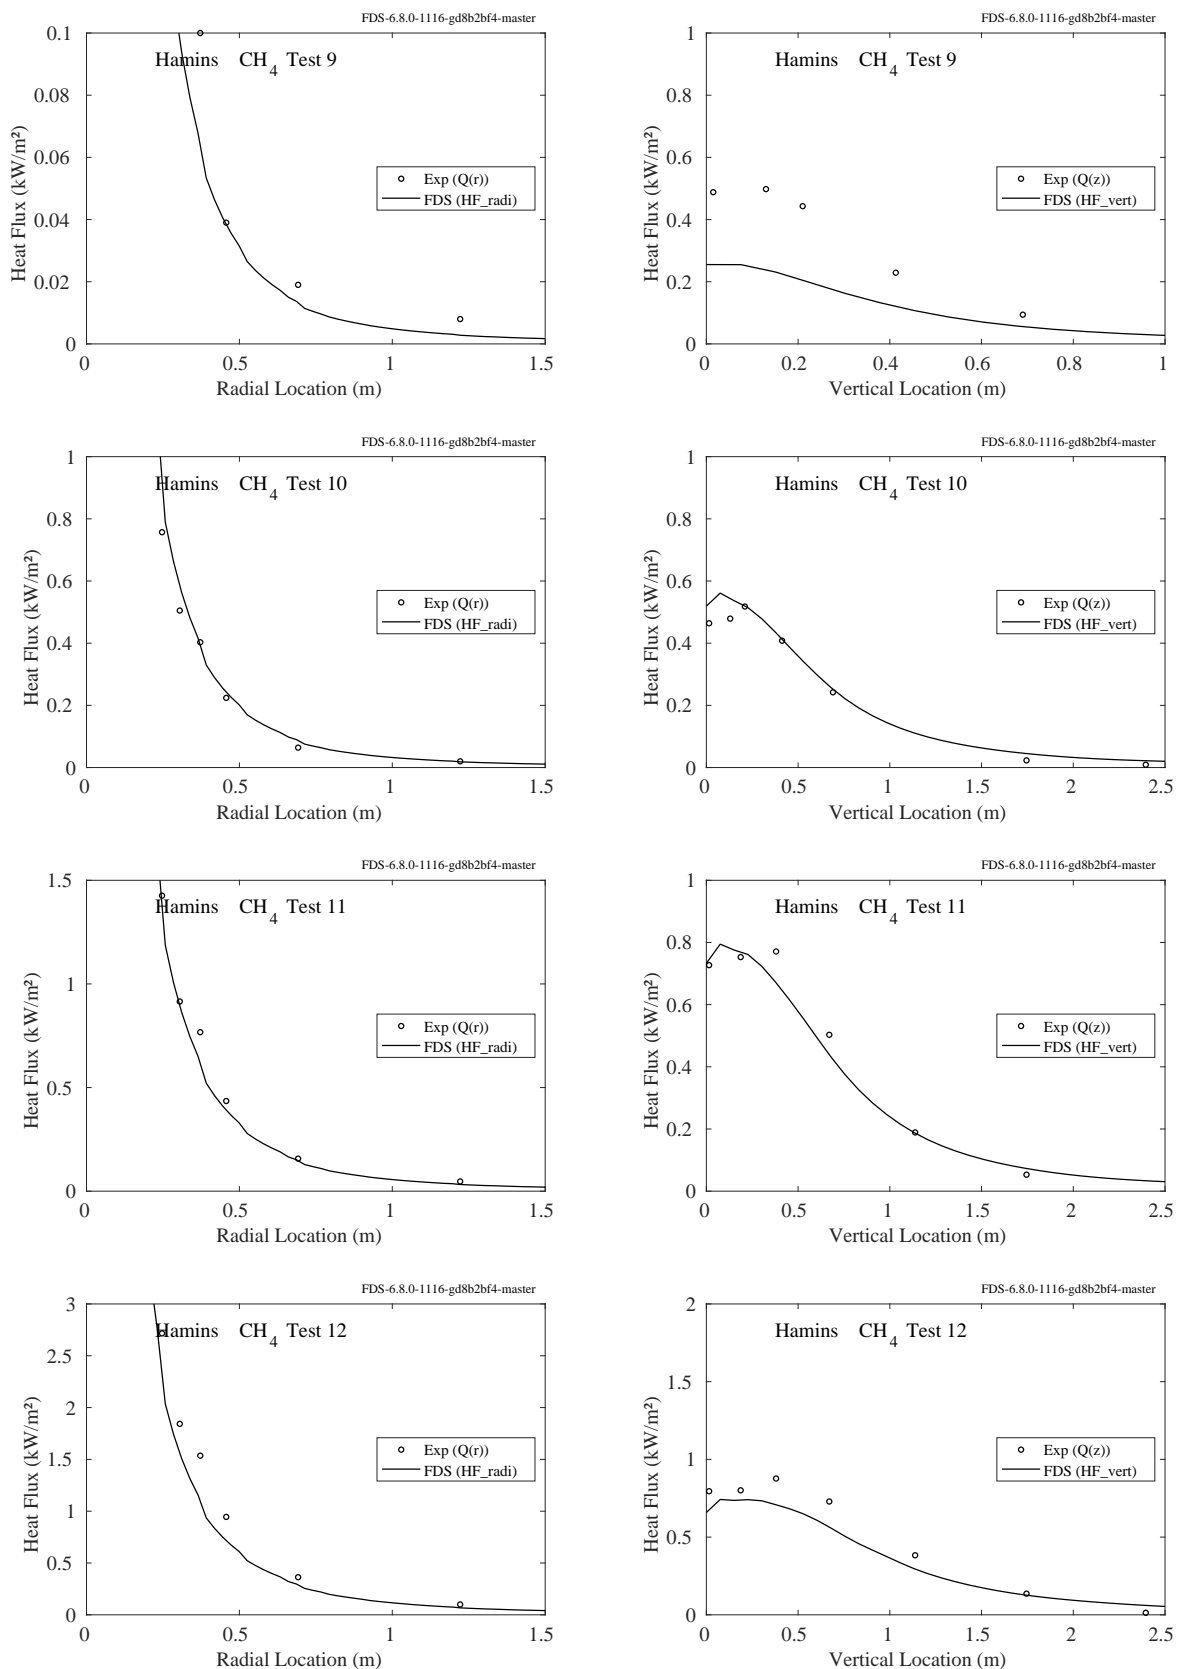 FDS-6.8.0-1116-gd8b2bf4-master
Hamins CH4 Test 9
Heat Flux (kW/m²)
0.1
0.08
0.06
0.04
0.02
0
Exp (Q(r))
FDS (HF_radi)
0 0.5 1 1.5
Radial Location (m)
FDS-6.8.0-1116-gd8b2bf4-master
Hamins CH4 Test 9
Heat Flux (kW/m²)
1
0.8
0.6
0.4
0.2
0
Exp (Q(z))
FDS (HF_vert)
0 0.2 0.4 0.6 0.8 1
Vertical Location (m)
FDS-6.8.0-1116-gd8b2bf4-master
Hamins CH4 Test 10
Heat Flux (kW/m²)
1
0.8
0.6
0.4
0.2
0
Exp (Q(r))
FDS (HF_radi)
0 0.5 1 1.5
Radial Location (m)
FDS-6.8.0-1116-gd8b2bf4-master
Hamins CH4 Test 10
Heat Flux (kW/m²)
1
0.8
0.6
0.4
0.2
0
Exp (Q(z))
FDS (HF_vert)
0 0.5 1 1.5 2 2.5
Vertical Location (m)
FDS-6.8.0-1116-gd8b2bf4-master
Hamins CH4 Test 11
Heat Flux (kW/m²)
1.5
1
0.5
0
Exp (Q(r))
FDS (HF_radi)
0 0.5 1 1.5
Radial Location (m)
FDS-6.8.0-1116-gd8b2bf4-master
Hamins CH4 Test 11
Heat Flux (kW/m²)
1
0.8
0.6
0.4
0.2
0
Exp (Q(z))
FDS (HF_vert)
0 0.5 1 1.5 2 2.5
Vertical Location (m)
FDS-6.8.0-1116-gd8b2bf4-master
Hamins CH4 Test 12
Heat Flux (kW/m²)
3
2.5
2
1.5
1
0.5
0
Exp (Q(r))
FDS (HF_radi)
0 0.5 1 1.5
Radial Location (m)
FDS-6.8.0-1116-gd8b2bf4-master
Hamins CH4 Test 12
Heat Flux (kW/m²)
2
1.5
1
0.5
0
Exp (Q(z))
FDS (HF_vert)
0 0.5 1 1.5 2 2.5
Vertical Location (m)